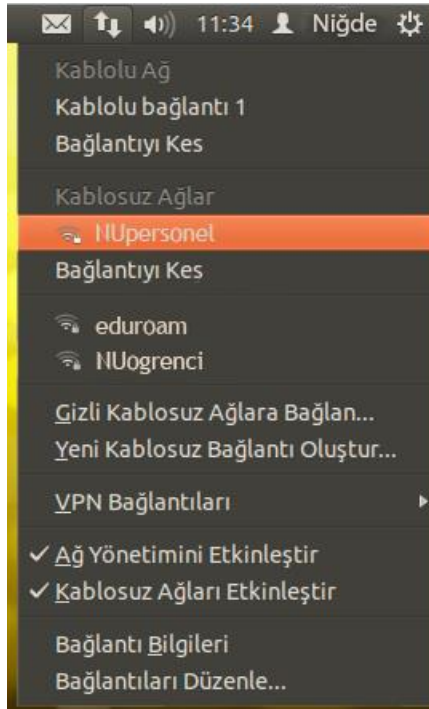 11:34 Niğde
Kablolu Ağ
Kablolu bağlantı 1
Bağlantıyı Kes
Kablosuz Ağlar
NUpersonel
Bağlantıyı Kes
eduroam
NUogrenci
Gizli Kablosuz Ağlara Bağlan...
Yeni Kablosuz Bağlantı Oluştur...
VPN Bağlantıları
Ağ Yönetimini Etkinleştir
Kablosuz Ağları Etkinleştir
Bağlantı Bilgileri
Bağlantıları Düzenle...